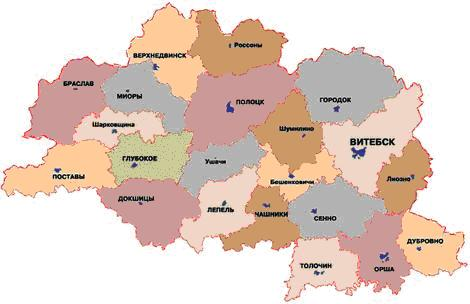 Россоны
ВЕРХНЕДВИНСК
БРАСЛАВ
МИОРЫ
ПОЛОЦК
ГОРОДОК
Шарковщина
Шумилино
ВИТЕБСК
ГЛУБОКОЕ
Ушачи
ПОСТАВЫ
Бешенковичи
Лиозно
ДОКШИЦЫ
ЛЕПЕЛЬ
ЧАШНИКИ
СЕННО
ДУБРОВНО
ТОЛОЧИН
ОРША